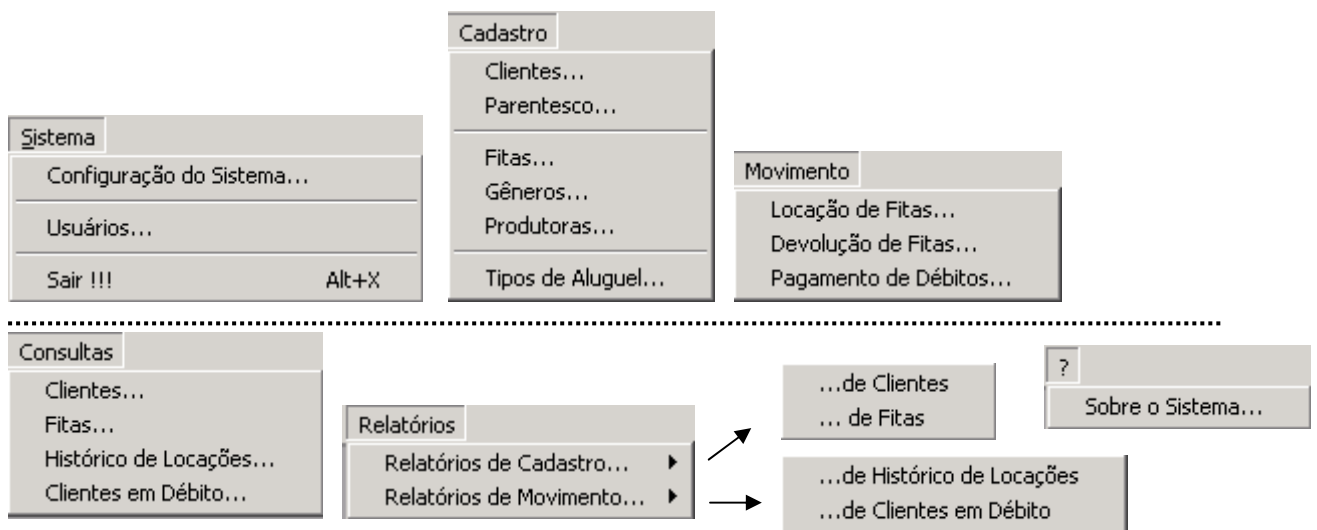 Sistema
Configuração do Sistema...
Usuários...
Sair !!! Alt+X
Cadastro
Clientes...
Parentesco...
Fitas...
Gêneros...
Produtoras...
Tipos de Aluguel...
Movimento
Locação de Fitas...
Devolução de Fitas...
Pagamento de Débitos...
Consultas
Clientes...
Fitas...
Histórico de Locações...
Clientes em Débito...
Relatórios
Relatórios de Cadastro...
Relatórios de Movimento...
...de Clientes
... de Fitas
...de Histórico de Locações
...de Clientes em Débito
?
Sobre o Sistema...